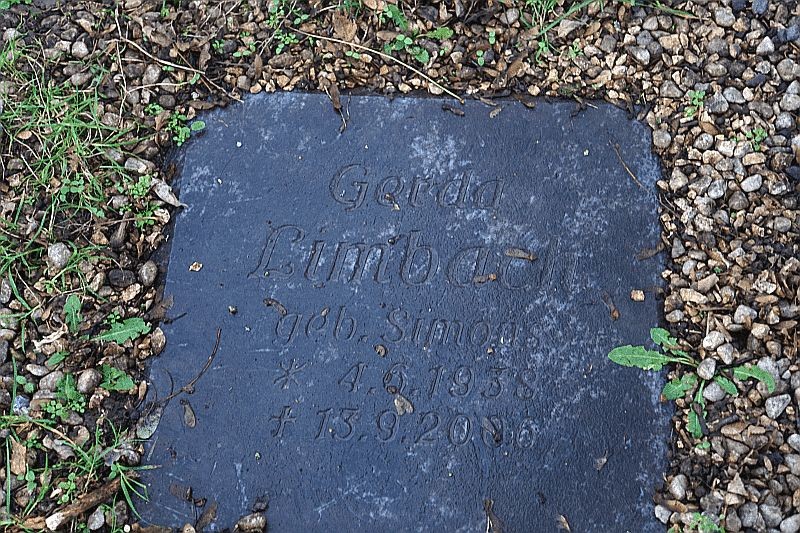 Gerda
Limbach
geb. Simons
* 4.6.1938
† 13.9.2006